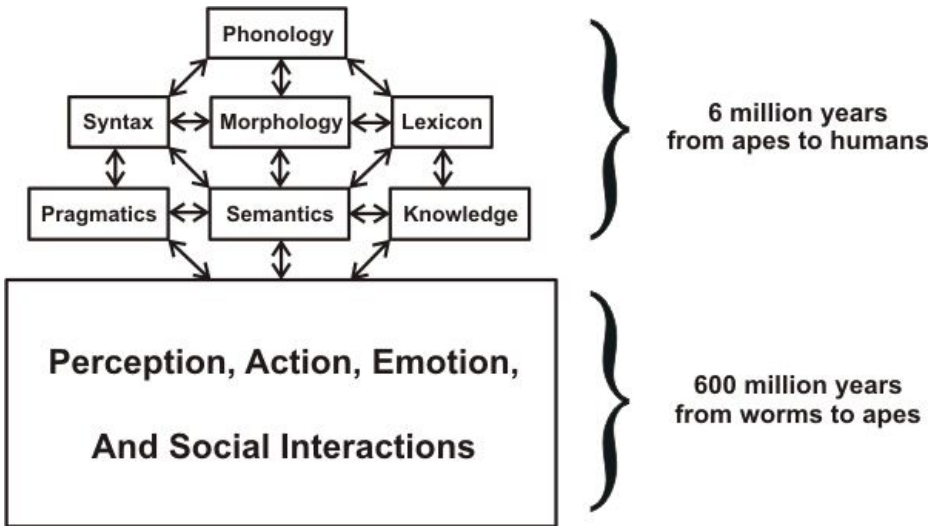 Phonology
Syntax
Morphology
Lexicon
Pragmatics
Semantics
Knowledge
6 million years
from apes to humans
Perception, Action, Emotion,
And Social Interactions
600 million years
from worms to apes